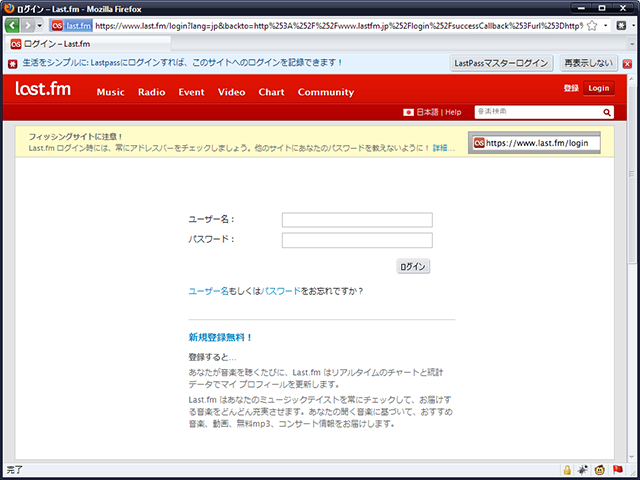 ログイン – Last.fm - Mozilla Firefox
last.fm https://www.last.fm/login?lang=jp&backto=http%253A%252F%252Fwww.lastfm.jp%252Flogin%252FsuccessCallback%253Furl%253Dhttp%
ログイン – Last.fm
生活をシンプルに: Lastpassにログインすれば、このサイトへのログインを記録できます！ LastPassマスターログイン 再表示しない
last.fm Music Radio Event Video Chart Community 登録 Login
日本語 | Help 音楽検索
フィッシングサイトに注意！
Last.fm ログイン時には、常にアドレスバーをチェックしましょう。他のサイトにあなたのパスワードを教えないように！ 詳細...
https://www.last.fm/login
ユーザー名：
パスワード：
ログイン
ユーザー名もしくはパスワードをお忘れですか？
新規登録無料！
登録すると...
あなたが音楽を聴くたびに、Last.fm はリアルタイムのチャートと統計
データでマイ プロフィールを更新します。
Last.fm はあなたのミュージックテイストを常にチェックして、お届けす
る音楽をどんどん充実させます。あなたの聞く音楽に基づいて、おすすめ
音楽、動画、無料mp3、コンサート情報をお届けします。
完了